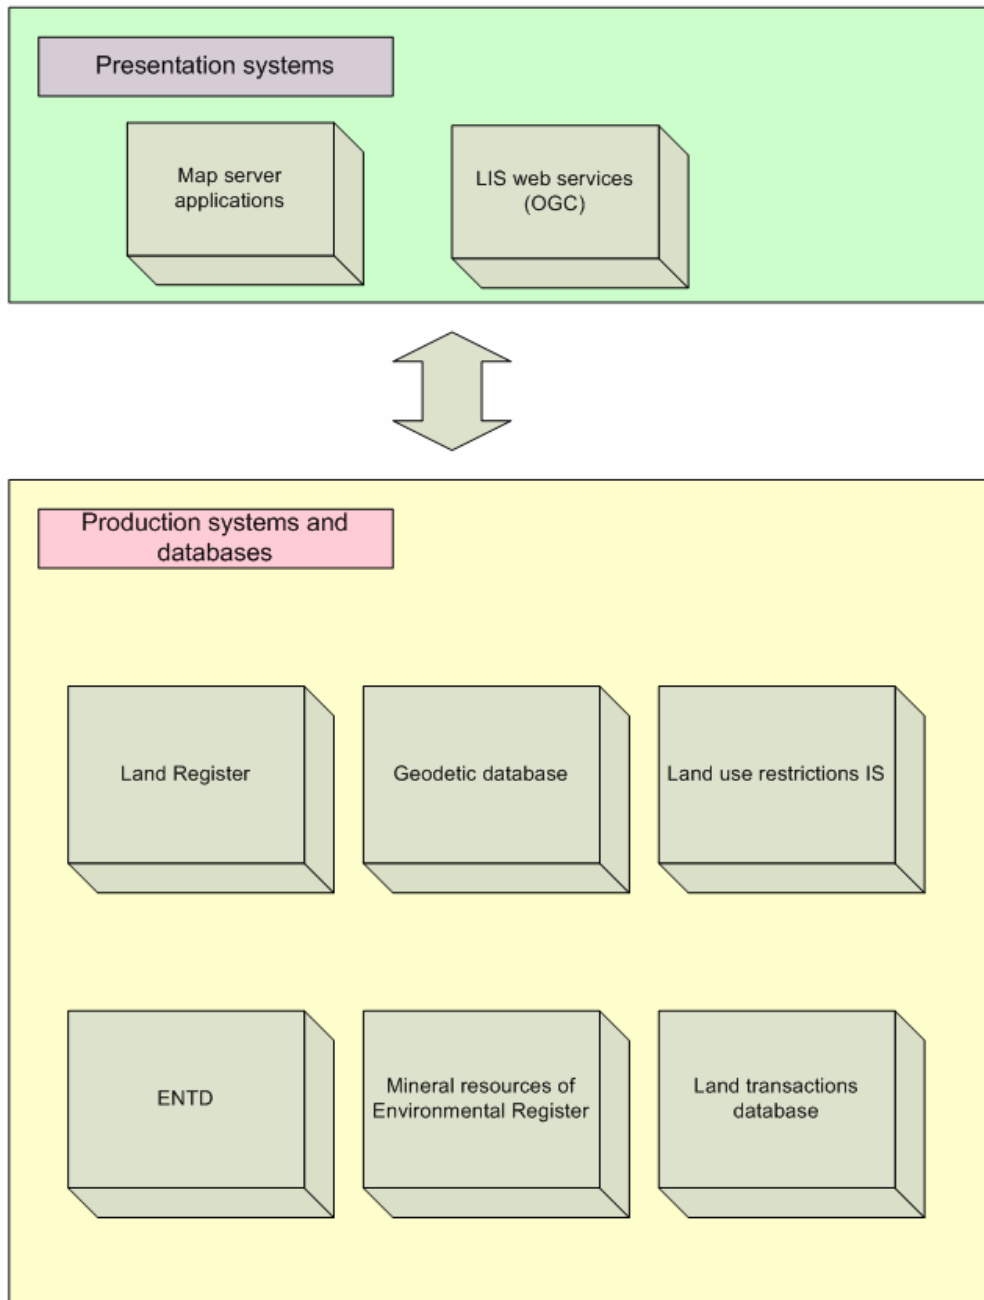 Presentation systems
Map server
applications
LIS web services
(OGC)
Production systems and
databases
Land Register
Geodetic database
Land use restrictions IS
ENTD
Mineral resources of
Environmental Register
Land transactions
database